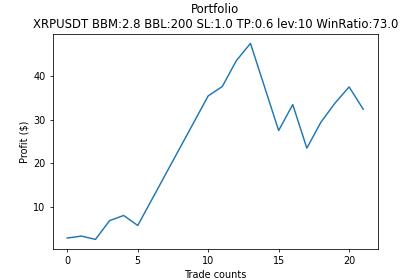 Portfolio
XRPUSDT BBM:2.8 BBL:200 SL:1.0 TP:0.6 lev:10 WinRatio:73.0
Profit ($)
40
30
20
10
0 5 10 15 20
Trade counts